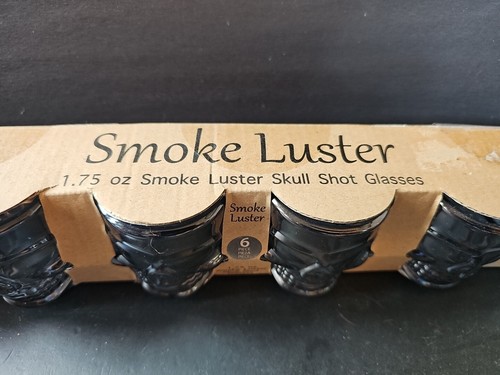 Smoke Luster
1.75 oz Smoke Luster Skull Shot Glasses
Smoke
Luster
6